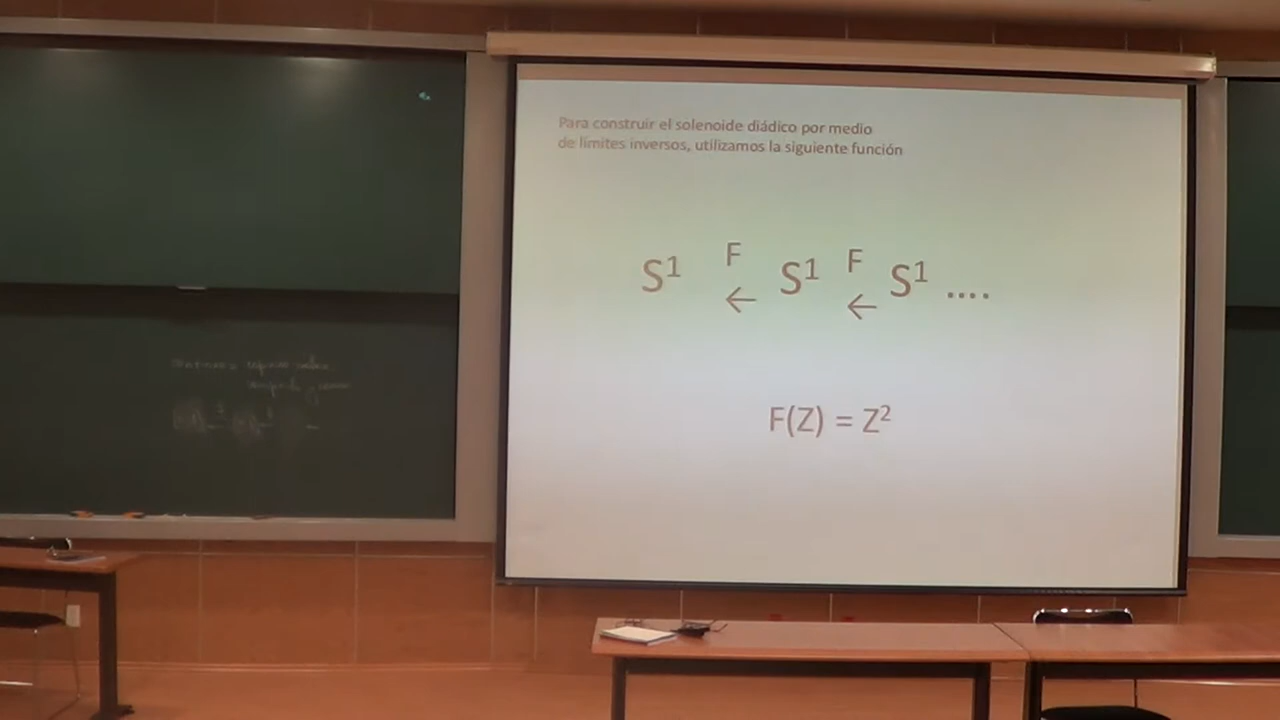 Para construir el solenoide diádico por medio
de límites inversos, utilizamos la siguiente función
S¹ F ← S¹ F ← S¹ ....
F(Z) = Z²